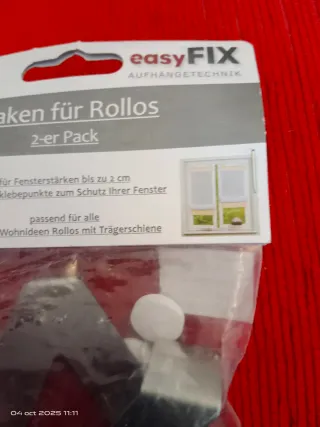 easyFIX
AUFHÄNGETECHNIK
aken für Rollos
2-er Pack
für Fensterstärken bis zu 2 cm
klebepunkte zum Schutz Ihrer Fenster
passend für alle
Wohnideen Rollos mit Trägerschiene
04 oct 2025 11:11